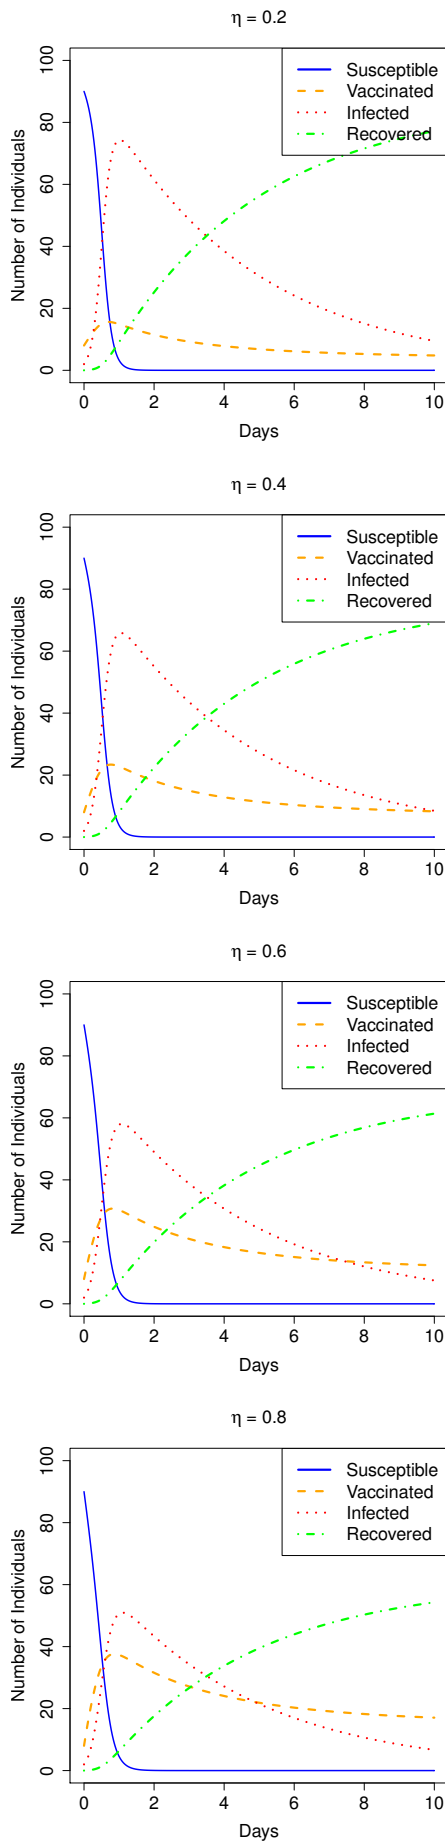 η = 0.2
Number of Individuals
100
80
60
40
20
0
Susceptible
Vaccinated
Infected
Recovered
0 2 4 6 8 10
Days
η = 0.4
Number of Individuals
100
80
60
40
20
0
Susceptible
Vaccinated
Infected
Recovered
0 2 4 6 8 10
Days
η = 0.6
Number of Individuals
100
80
60
40
20
0
Susceptible
Vaccinated
Infected
Recovered
0 2 4 6 8 10
Days
η = 0.8
Number of Individuals
100
80
60
40
20
0
Susceptible
Vaccinated
Infected
Recovered
0 2 4 6 8 10
Days